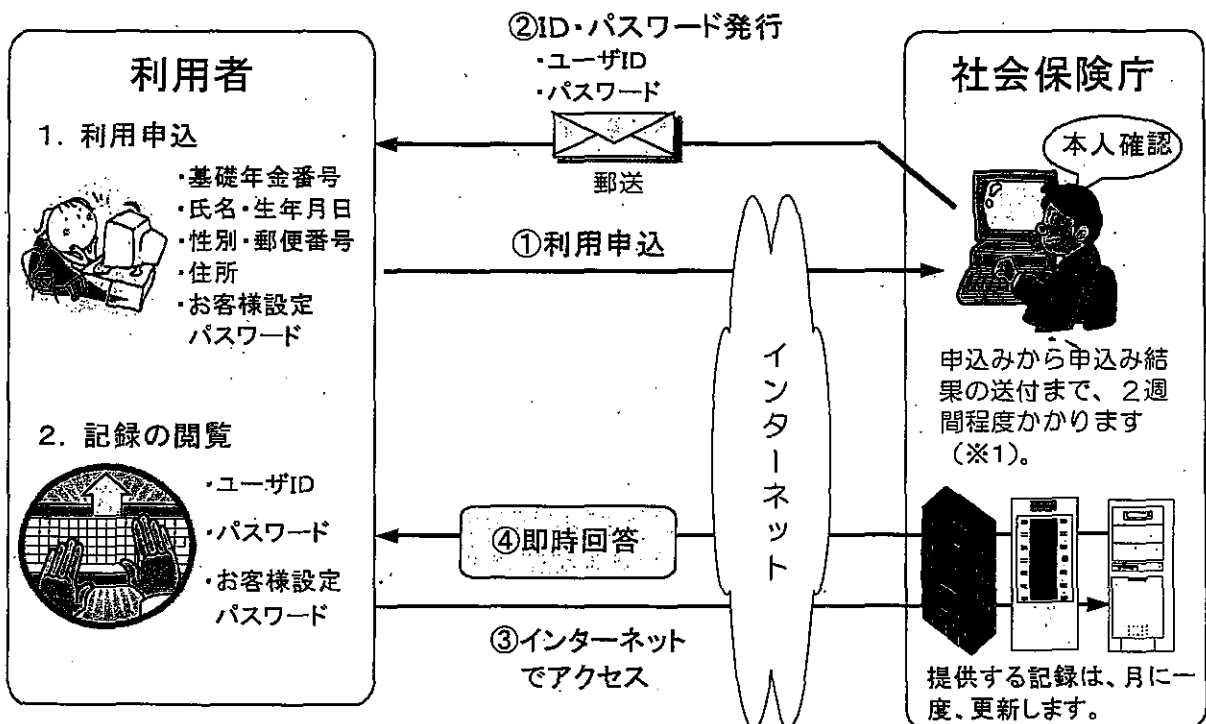 ②ID・パスワード発行
・ユーザID
・パスワード
郵送
利用者
1. 利用申込
・基礎年金番号
・氏名・生年月日
・性別・郵便番号
・住所
・お客様設定
パスワード
2. 記録の閲覧
・ユーザID
・パスワード
・お客様設定
パスワード
①利用申込
インターネット
④即時回答
③インターネット
でアクセス
社会保険庁
本人確認
申込みから申込み結
果の送付まで、2週
間程度かかります
(※1)。
提供する記録は、月に一
度、更新します。